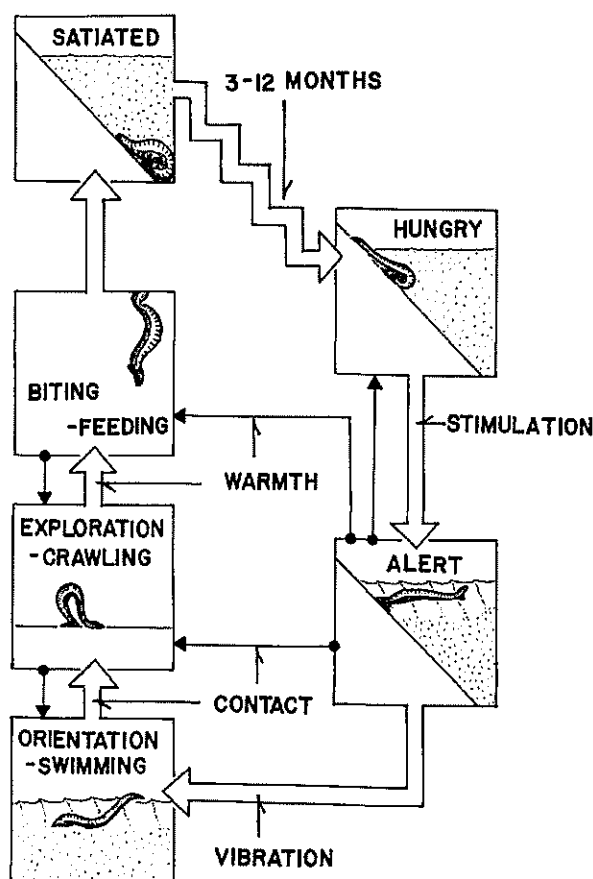 SATIATED
3-12 MONTHS
HUNGRY
BITING
-FEEDING
STIMULATION
WARMTH
EXPLORATION
-CRAWLING
ALERT
CONTACT
ORIENTATION
-SWIMMING
VIBRATION